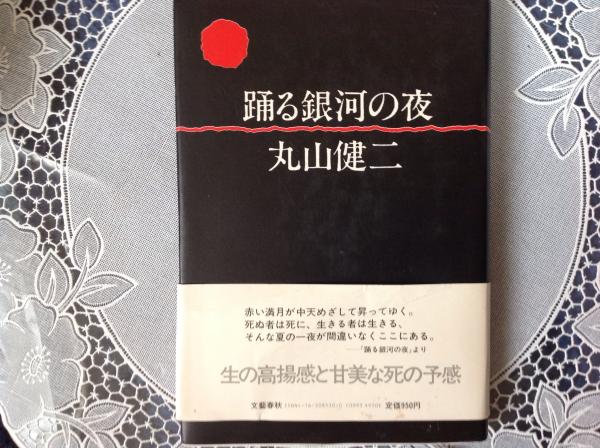 踊る銀河の夜
丸山健二
赤い満月が中天めざして昇ってゆく。
死ぬ者は死に、生きる者は生きる、
そんな夏の一夜が間違いなくここにある。
──「踊る銀河の夜」より
生の高揚感と甘美な死の予感
文藝春秋 定価950円